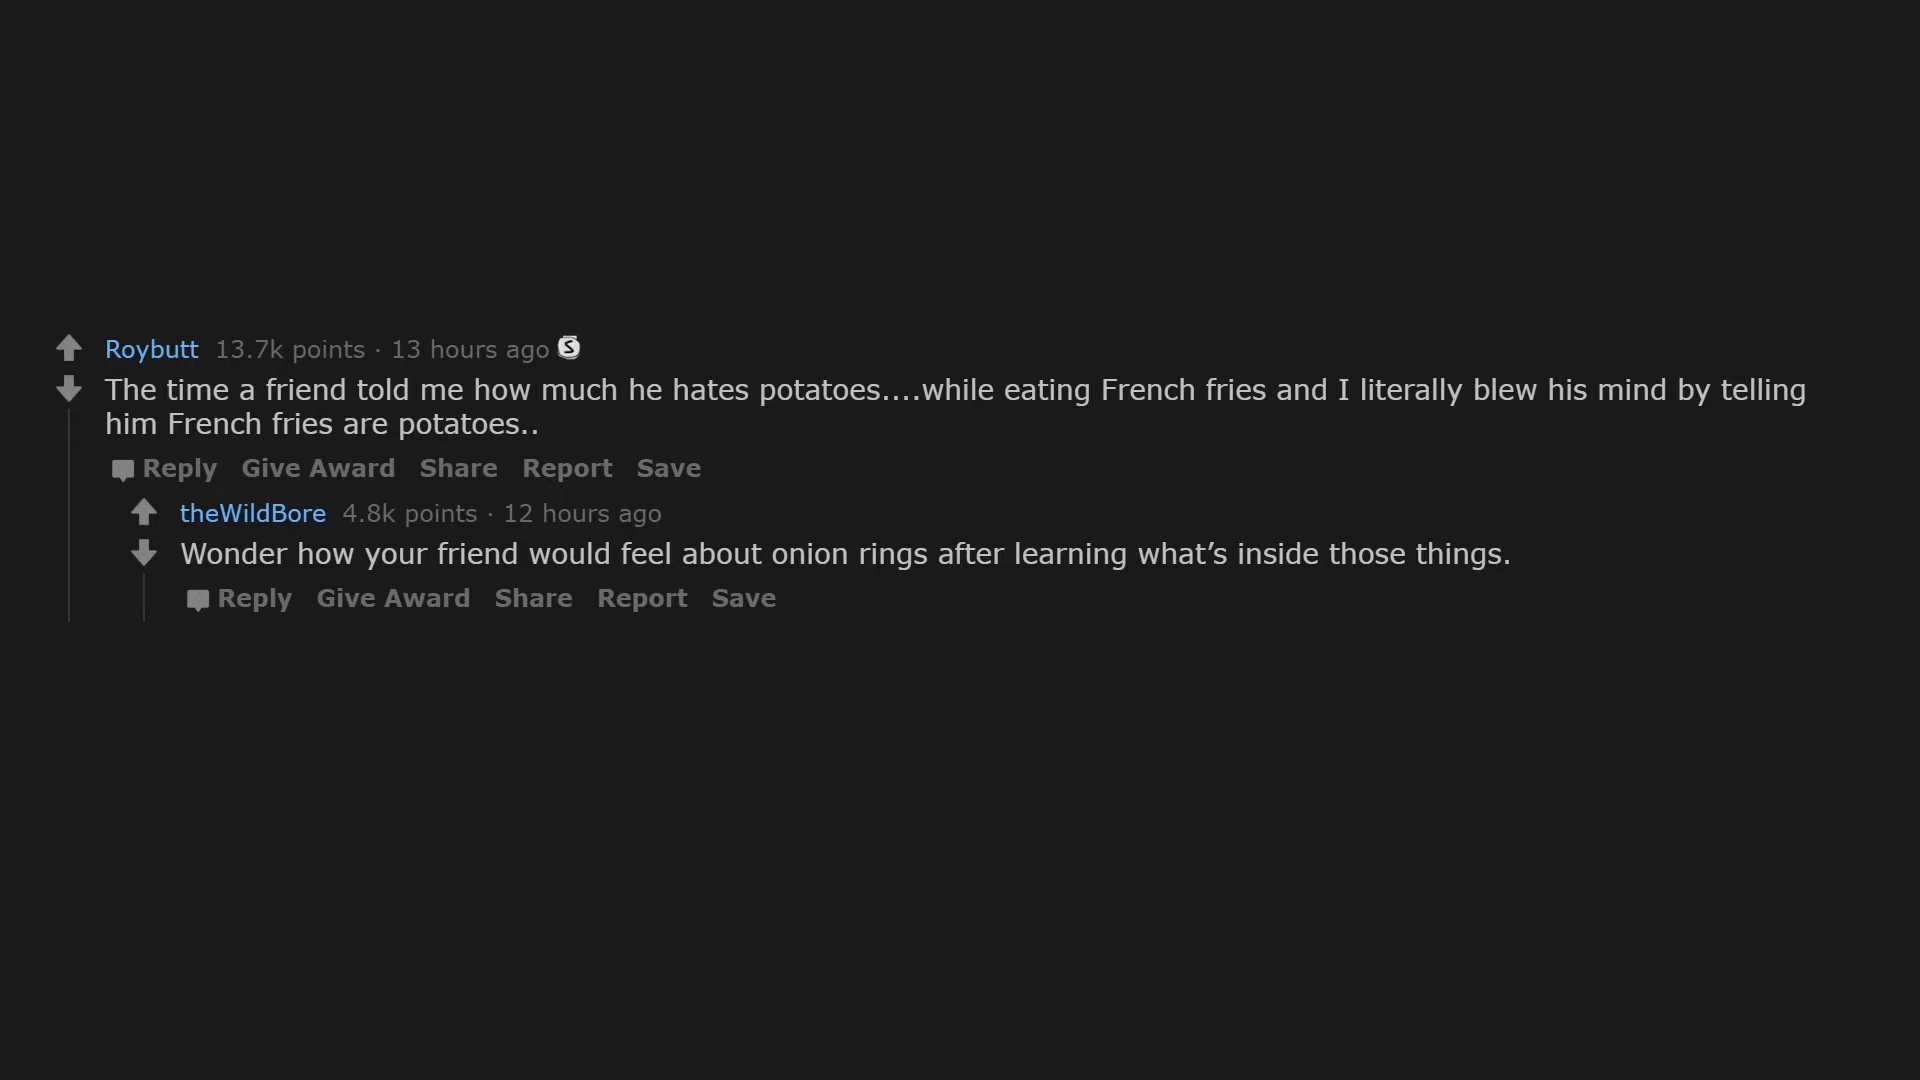 Roybutt 13.7k points · 13 hours ago S
The time a friend told me how much he hates potatoes....while eating French fries and I literally blew his mind by telling
him French fries are potatoes..
Reply Give Award Share Report Save
theWildBore 4.8k points · 12 hours ago
Wonder how your friend would feel about onion rings after learning what’s inside those things.
Reply Give Award Share Report Save